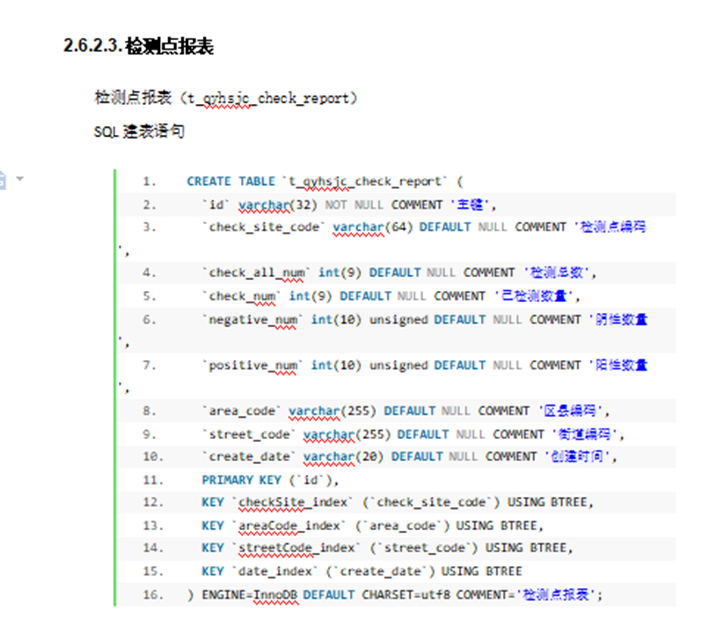 2.6.2.3.检测点报表
检测点报表（t_qyhsjc_check_report）
SQL 建表语句
1. CREATE TABLE `t_qyhsjc_check_report` (
2. `id` varchar(32) NOT NULL COMMENT '主键',
3. `check_site_code` varchar(64) DEFAULT NULL COMMENT '检测点编码
',
4. `check_all_num` int(9) DEFAULT NULL COMMENT '检测总数',
5. `check_num` int(9) DEFAULT NULL COMMENT '已检测数量',
6. `negative_num` int(10) unsigned DEFAULT NULL COMMENT '阴性数量
',
7. `positive_num` int(10) unsigned DEFAULT NULL COMMENT '阳性数量
',
8. `area_code` varchar(255) DEFAULT NULL COMMENT '区县编码',
9. `street_code` varchar(255) DEFAULT NULL COMMENT '街道编码',
10. `create_date` varchar(20) DEFAULT NULL COMMENT '创建时间',
11. PRIMARY KEY (`id`),
12. KEY `checkSite_index` (`check_site_code`) USING BTREE,
13. KEY `areaCode_index` (`area_code`) USING BTREE,
14. KEY `streetCode_index` (`street_code`) USING BTREE,
15. KEY `date_index` (`create_date`) USING BTREE
16. ) ENGINE=InnoDB DEFAULT CHARSET=utf8 COMMENT='检测点报表';